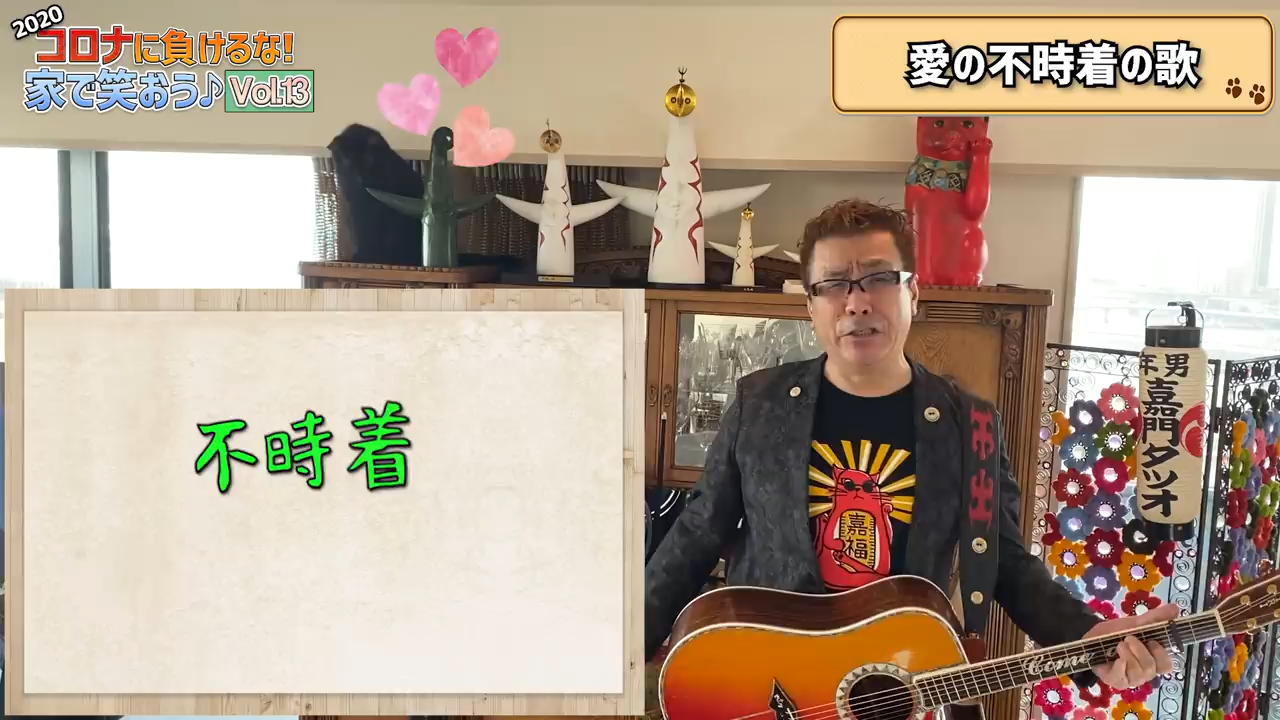 2020
コロナに負けるな!
家で笑おう♪ Vol.13
愛の不時着の歌
不時着
年男
嘉門タツオ
嘉福
Come